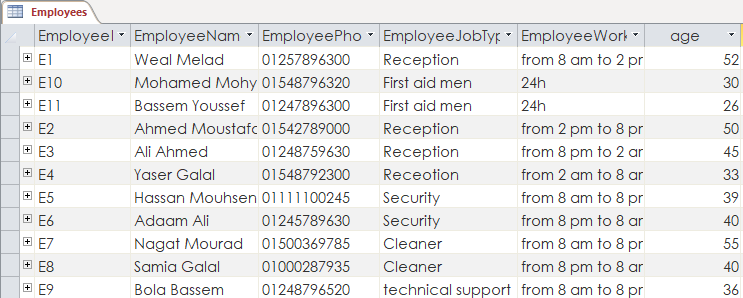 Employees
EmployeeI EmployeeNam EmployeePho EmployeeJobTyp EmployeeWork age
E1 Weal Melad 01257896300 Reception from 8 am to 2 pr 52
E10 Mohamed Mohy 01548796320 First aid men 24h 30
E11 Bassem Youssef 01247896300 First aid men 24h 26
E2 Ahmed Moustafa 01542789000 Reception from 2 pm to 8 pr 50
E3 Ali Ahmed 01248759630 Reception from 8 pm to 2 ar 45
E4 Yaser Galal 01548792300 Receotion from 2 am to 8 ar 33
E5 Hassan Mouhsen 01111100245 Security from 8 am to 8 pr 39
E6 Adaam Ali 01245789630 Security from 8 pm to 8 ar 40
E7 Nagat Mourad 01500369785 Cleaner from 8 am to 8 pr 55
E8 Samia Galal 01000287935 Cleaner from 8 pm to 8 ar 40
E9 Bola Bassem 01248796520 technical support from 8 am to 8 pr 36